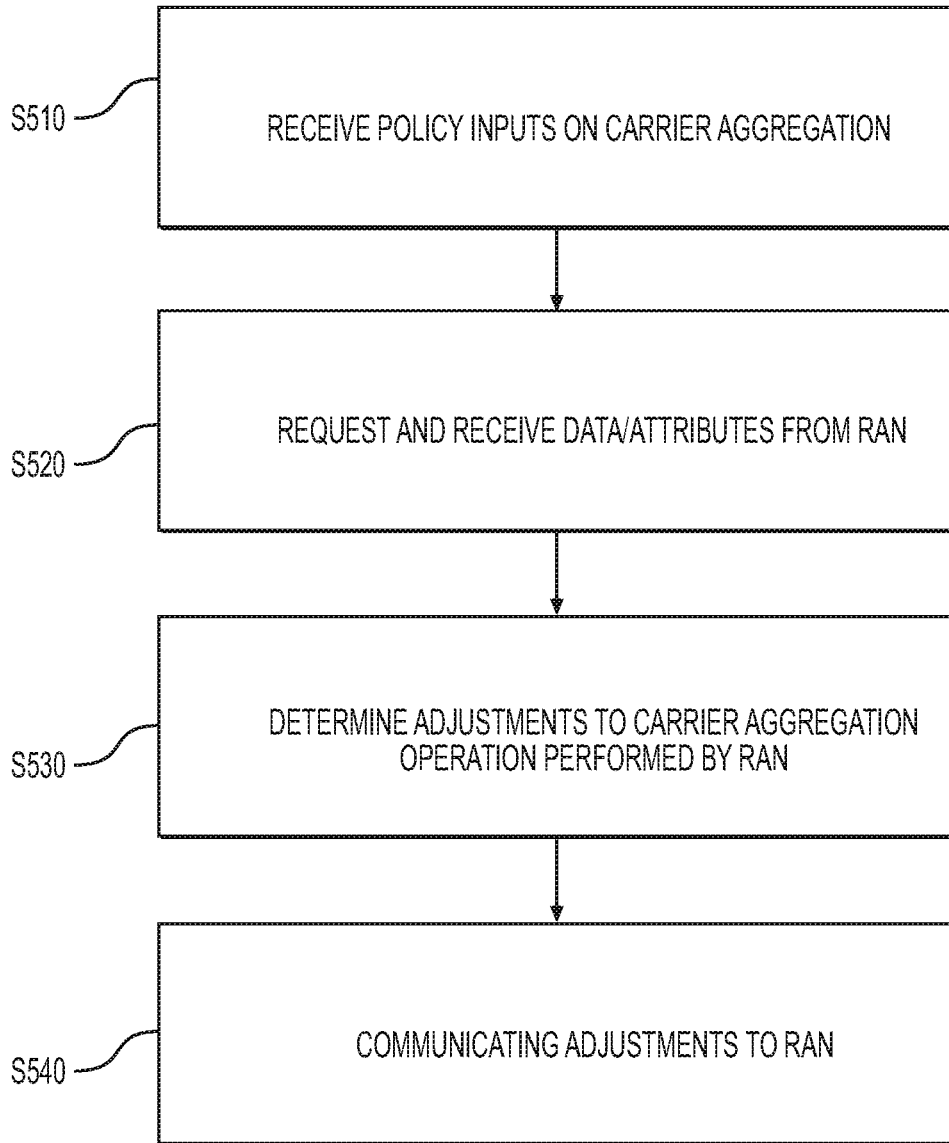 S510
RECEIVE POLICY INPUTS ON CARRIER AGGREGATION
S520
REQUEST AND RECEIVE DATA/ATTRIBUTES FROM RAN
S530
DETERMINE ADJUSTMENTS TO CARRIER AGGREGATION
OPERATION PERFORMED BY RAN
S540
COMMUNICATING ADJUSTMENTS TO RAN